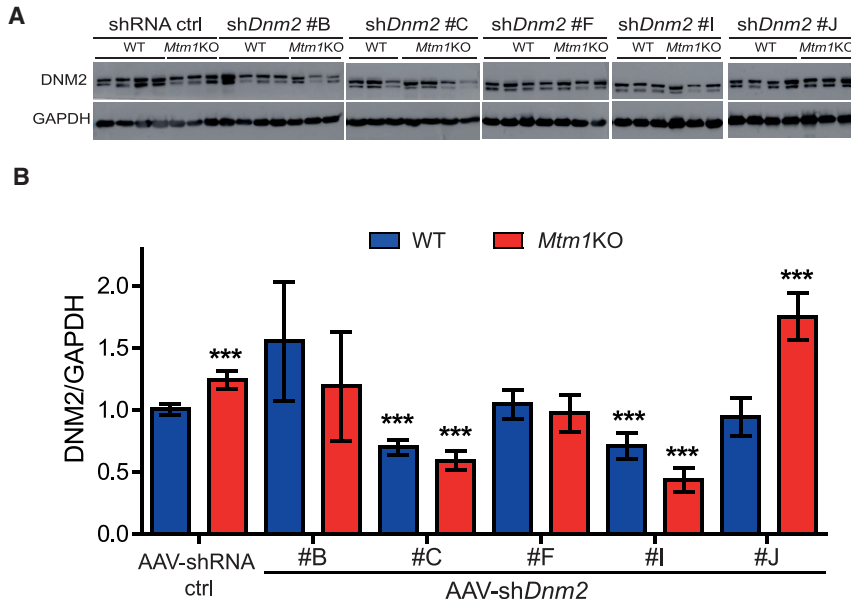 A
shRNA ctrl shDnm2 #B shDnm2 #C shDnm2 #F shDnm2 #I shDnm2 #J
WT Mtm1KO WT Mtm1KO WT Mtm1KO WT Mtm1KO WT Mtm1KO WT Mtm1KO
DNM2
GAPDH
B
WT Mtm1KO
DNM2/GAPDH
2.0
1.5
1.0
0.5
0.0
*** *** *** *** *** ***
AAV-shRNA
ctrl
#B #C #F #I #J
AAV-shDnm2